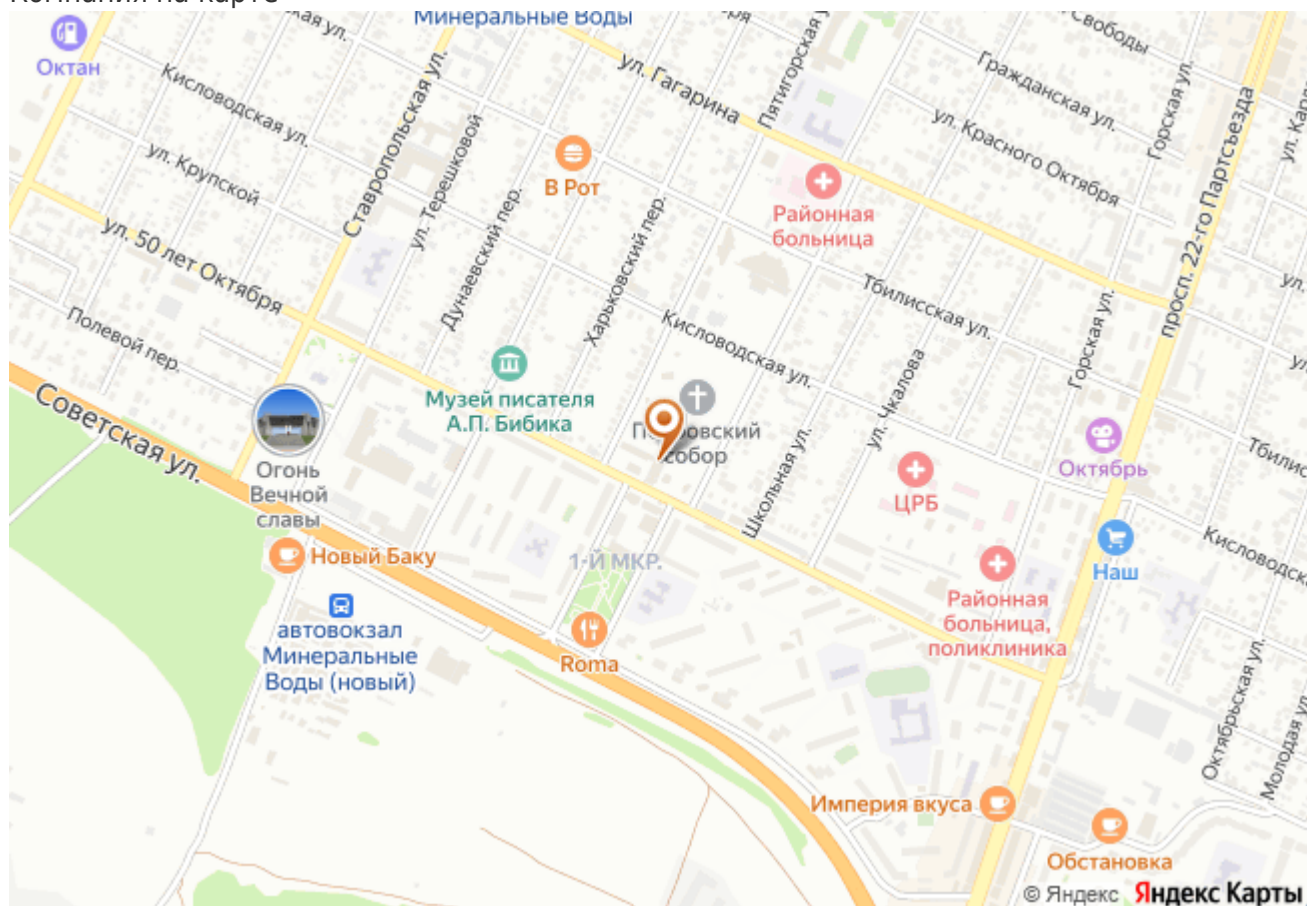 Компания на карте
Минеральные Воды
Октан
Кисловодская ул.
Ставропольская ул.
ул. Гагарина
Пятигорская ул.
Свободы
Гражданская ул.
Горская ул.
ул. Крупской
ул. Терешковой
В Рот
ул. Красного Октября
просп. 22-го Партсъезда
Районная
больница
ул. 50 лет Октября
Дунаевский пер.
Харьковский пер.
Тбилисская ул.
Полевой пер.
Кисловодская ул.
Горская ул.
Музей писателя
А.П. Бибика
ул. Чкалова
Советская ул.
собор
Огонь
Вечной
славы
Школьная ул.
ЦРБ
Октябрь
Новый Баку
1-Й МКР.
Наш
автовокзал
Минеральные
Воды (новый)
Районная
больница,
поликлиника
Roma
Октябрьская ул.
Империя вкуса
Обстановка
© Яндекс Яндекс Карты